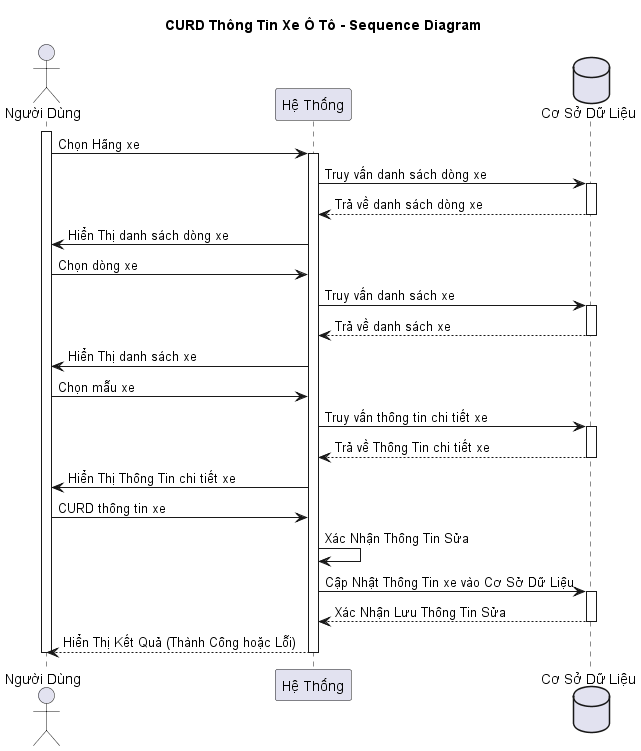 CURD Thông Tin Xe Ô Tô - Sequence Diagram
Người Dùng
Hệ Thống
Cơ Sở Dữ Liệu
Chọn Hãng xe
Truy vấn danh sách dòng xe
Trả về danh sách dòng xe
Hiển Thị danh sách dòng xe
Chọn dòng xe
Truy vấn danh sách xe
Trả về danh sách xe
Hiển Thị danh sách xe
Chọn mẫu xe
Truy vấn thông tin chi tiết xe
Trả về Thông Tin chi tiết xe
Hiển Thị Thông Tin chi tiết xe
CURD thông tin xe
Xác Nhận Thông Tin Sửa
Cập Nhật Thông Tin xe vào Cơ Sở Dữ Liệu
Xác Nhận Lưu Thông Tin Sửa
Hiển Thị Kết Quả (Thành Công hoặc Lỗi)
Người Dùng
Hệ Thống
Cơ Sở Dữ Liệu